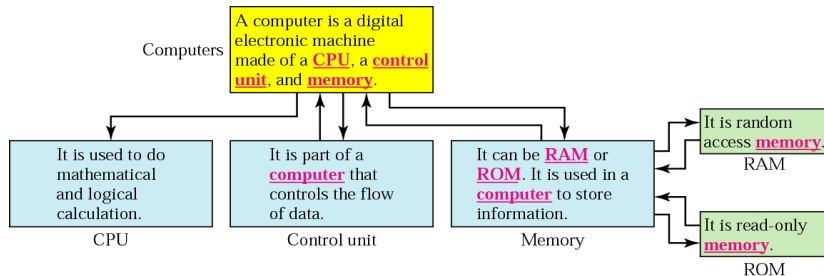 Computers
A computer is a digital
electronic machine
made of a CPU, a control
unit, and memory.
It is used to do
mathematical
and logical
calculation.
CPU
It is part of a
computer that
controls the flow
of data.
Control unit
It can be RAM or
ROM. It is used in a
computer to store
information.
Memory
It is random
access memory.
RAM
It is read-only
memory.
ROM